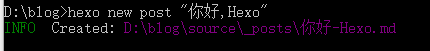 D:\blog>hexo new post "你好,Hexo"
INFO  Created: D:\blog\source\_posts\你好-Hexo.md